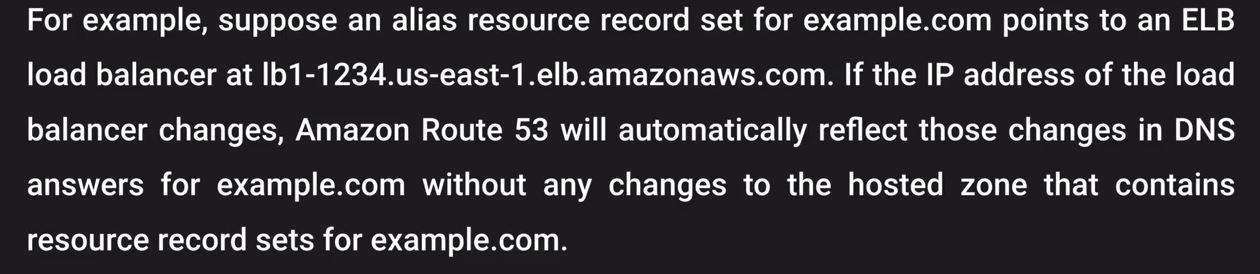 For example, suppose an alias resource record set for example.com points to an ELB
load balancer at lb1-1234.us-east-1.elb.amazonaws.com. If the IP address of the load
balancer changes, Amazon Route 53 will automatically reflect those changes in DNS
answers for example.com without any changes to the hosted zone that contains
resource record sets for example.com.